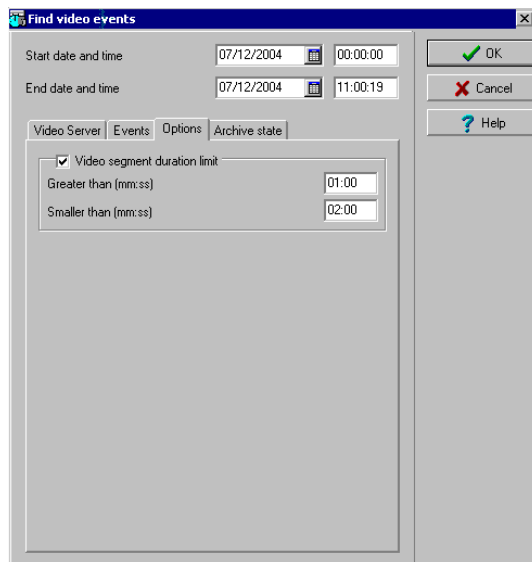 Find video events
Start date and time 07/12/2004 00:00:00
End date and time 07/12/2004 11:00:19
OK
Cancel
Help
Video Server Events Options Archive state
Video segment duration limit
Greater than (mm:ss) 01:00
Smaller than (mm:ss) 02:00